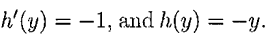 h′(y) = −1, and h(y) = −y.